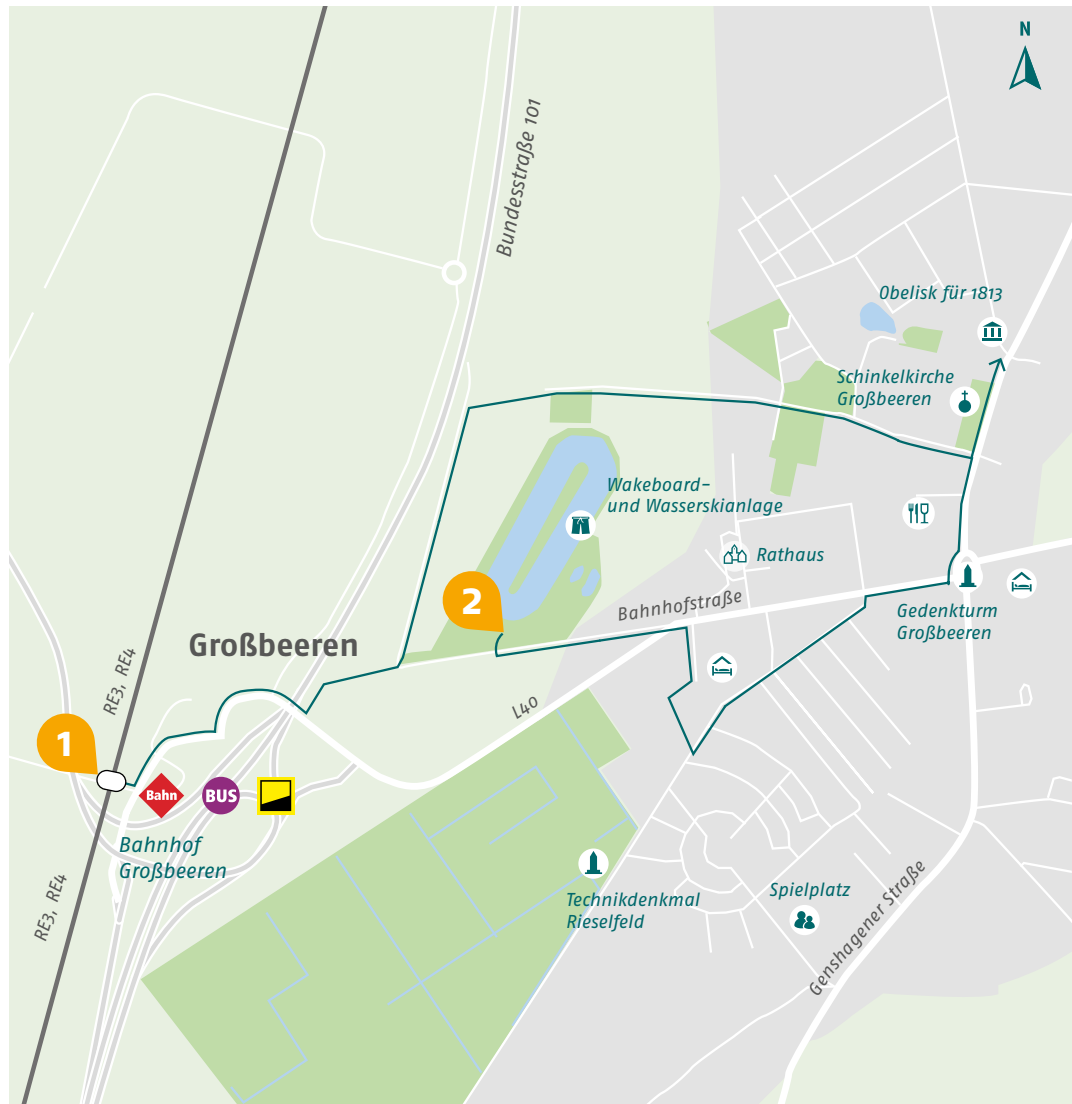 N
Bundesstraße 101
Obelisk für 1813
Schinkelkirche
Großbeeren
Wakeboard-
und Wasserskianlage
Rathaus
2
Bahnhofstraße
Gedenkturm
Großbeeren
Großbeeren
RE3, RE4
L40
1
Bahn
BUS
Bahnhof
Großbeeren
RE3, RE4
Technikdenkmal
Rieselfeld
Spielplatz
Genshagener Straße